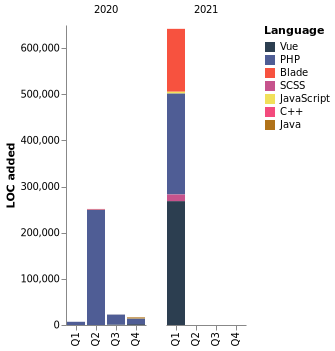 2020
2021
Language
Vue
PHP
Blade
SCSS
JavaScript
C++
Java
LOC added
600,000
500,000
400,000
300,000
200,000
100,000
0
Q1
Q2
Q3
Q4
Q1
Q2
Q3
Q4